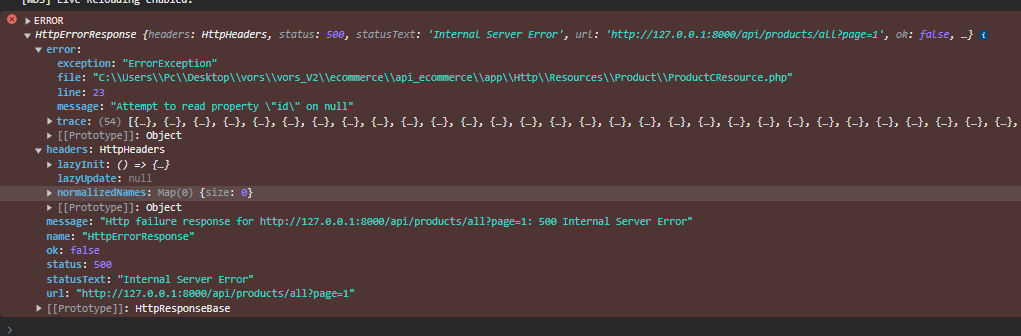 [WDS] Live Reloading enabled.
ERROR
HttpErrorResponse {headers: HttpHeaders, status: 500, statusText: 'Internal Server Error', url: 'http://127.0.0.1:8000/api/products/all?page=1', ok: false, …}
error:
exception: "ErrorException"
file: "C:\\Users\\Pc\\Desktop\\vors\\vors_V2\\ecommerce\\api_ecommerce\\app\\Http\\Resources\\Product\\ProductCResource.php"
line: 23
message: "Attempt to read property \"id\" on null"
trace: (54) [{…}, {…}, {…}, {…}, {…}, {…}, {…}, {…}, {…}, {…}, {…}, {…}, {…}, {…}, {…}, {…}, {…}, {…}, {…}, {…}, {…}, {…}, {…}, {…}, {…}, {…}, {…}, {…}, {…}, {…},
[[Prototype]]: Object
headers: HttpHeaders
lazyInit: () => {…}
lazyUpdate: null
normalizedNames: Map(0) {size: 0}
[[Prototype]]: Object
message: "Http failure response for http://127.0.0.1:8000/api/products/all?page=1: 500 Internal Server Error"
name: "HttpErrorResponse"
ok: false
status: 500
statusText: "Internal Server Error"
url: "http://127.0.0.1:8000/api/products/all?page=1"
[[Prototype]]: HttpResponseBase